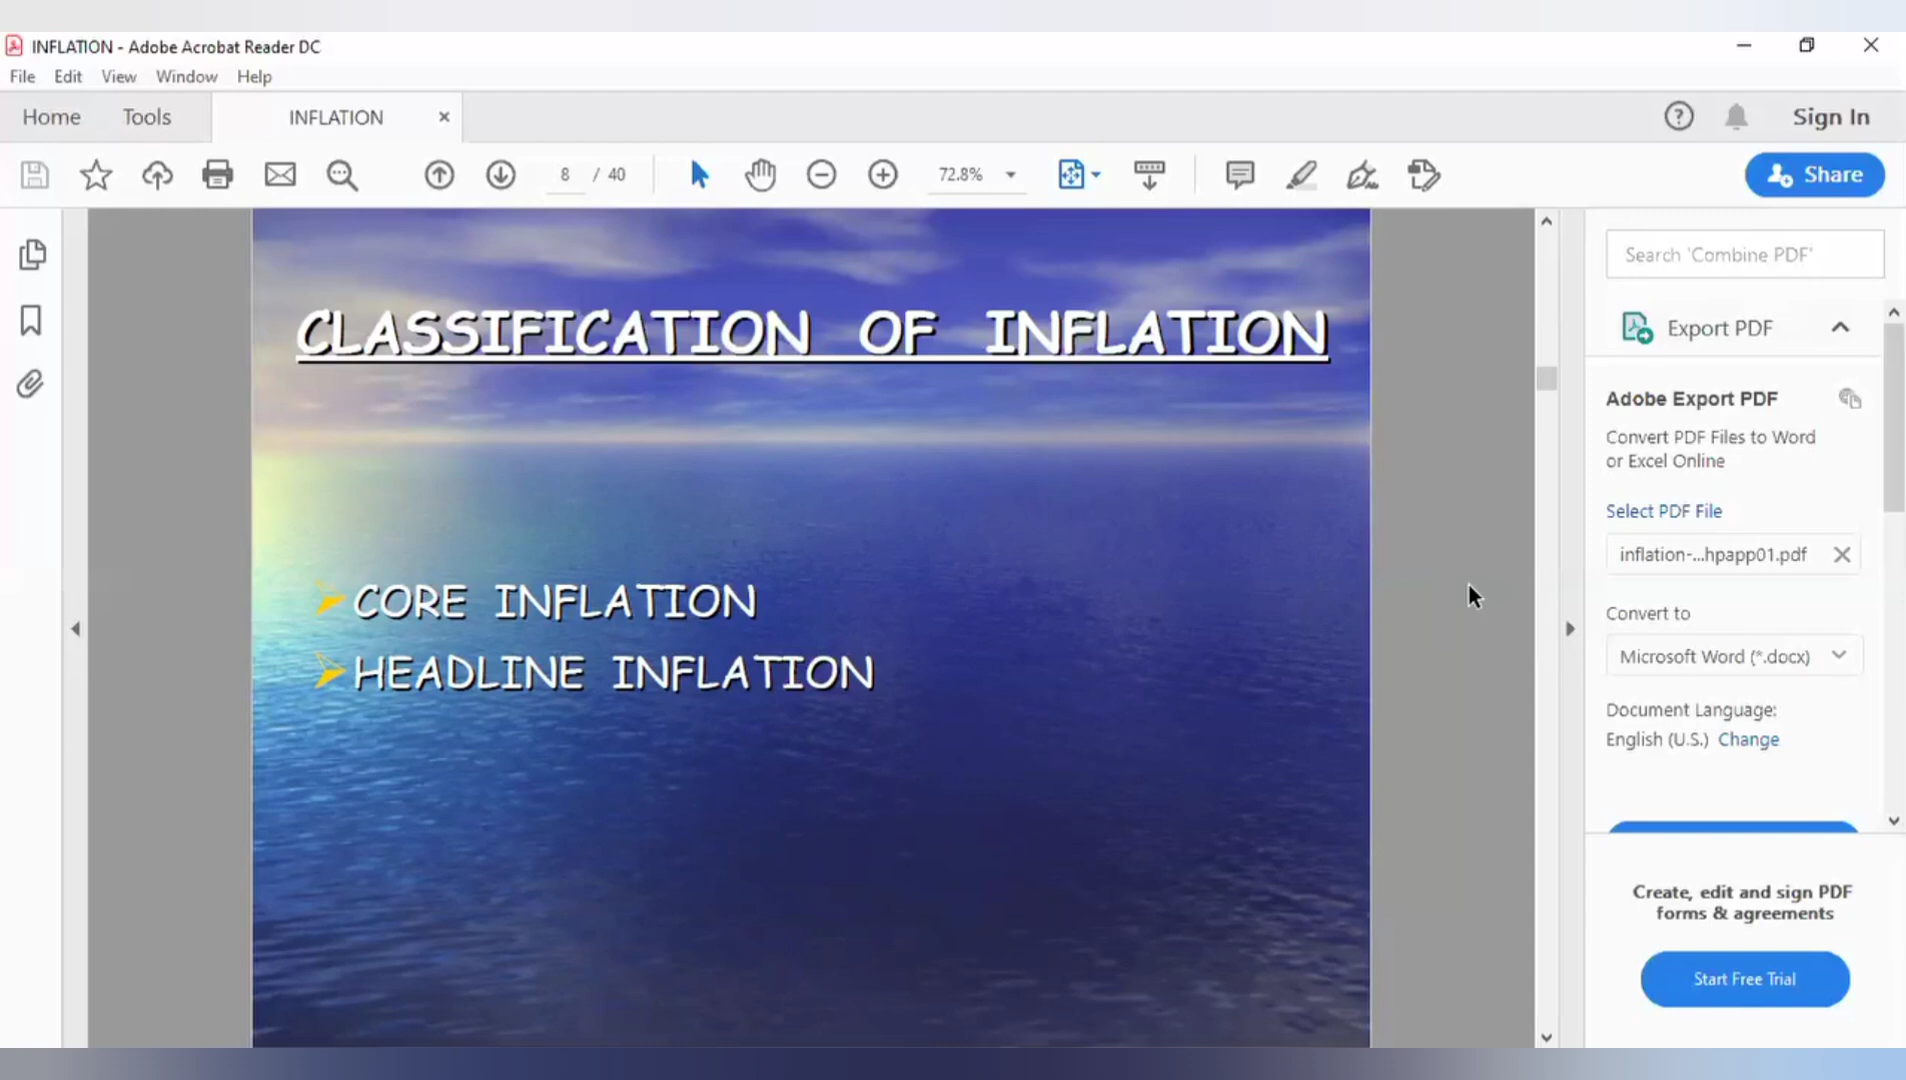 INFLATION - Adobe Acrobat Reader DC
File Edit View Window Help
Home Tools INFLATION Sign In
8 / 40 72.8% Share
CLASSIFICATION OF INFLATION
CORE INFLATION
HEADLINE INFLATION
Search 'Combine PDF'
Export PDF
Adobe Export PDF
Convert PDF Files to Word
or Excel Online
Select PDF File
inflation-...hpapp01.pdf
Convert to
Microsoft Word (*.docx)
Document Language:
English (U.S.) Change
Create, edit and sign PDF
forms & agreements
Start Free Trial